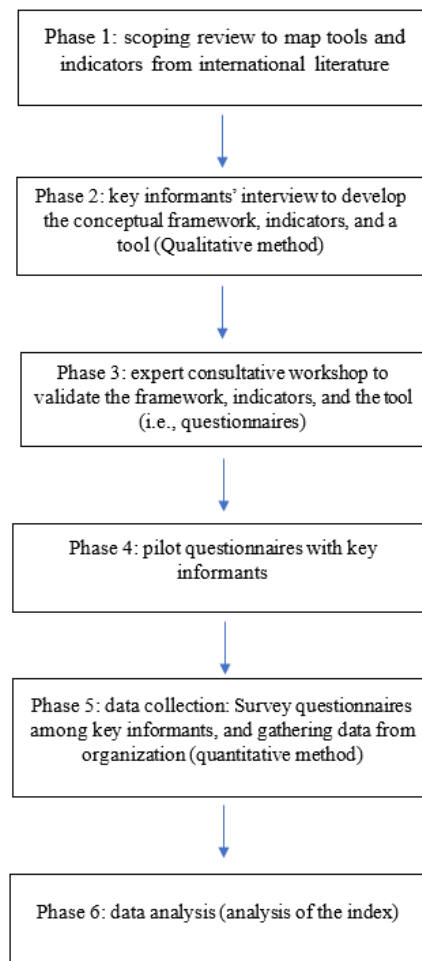 Phase 1: scoping review to map tools and
indicators from international literature
Phase 2: key informants' interview to develop
the conceptual framework, indicators, and a
tool (Qualitative method)
Phase 3: expert consultative workshop to
validate the framework, indicators, and the tool
(i.e., questionnaires)
Phase 4: pilot questionnaires with key
informants
Phase 5: data collection: Survey questionnaires
among key informants, and gathering data from
organization (quantitative method)
Phase 6: data analysis (analysis of the index)